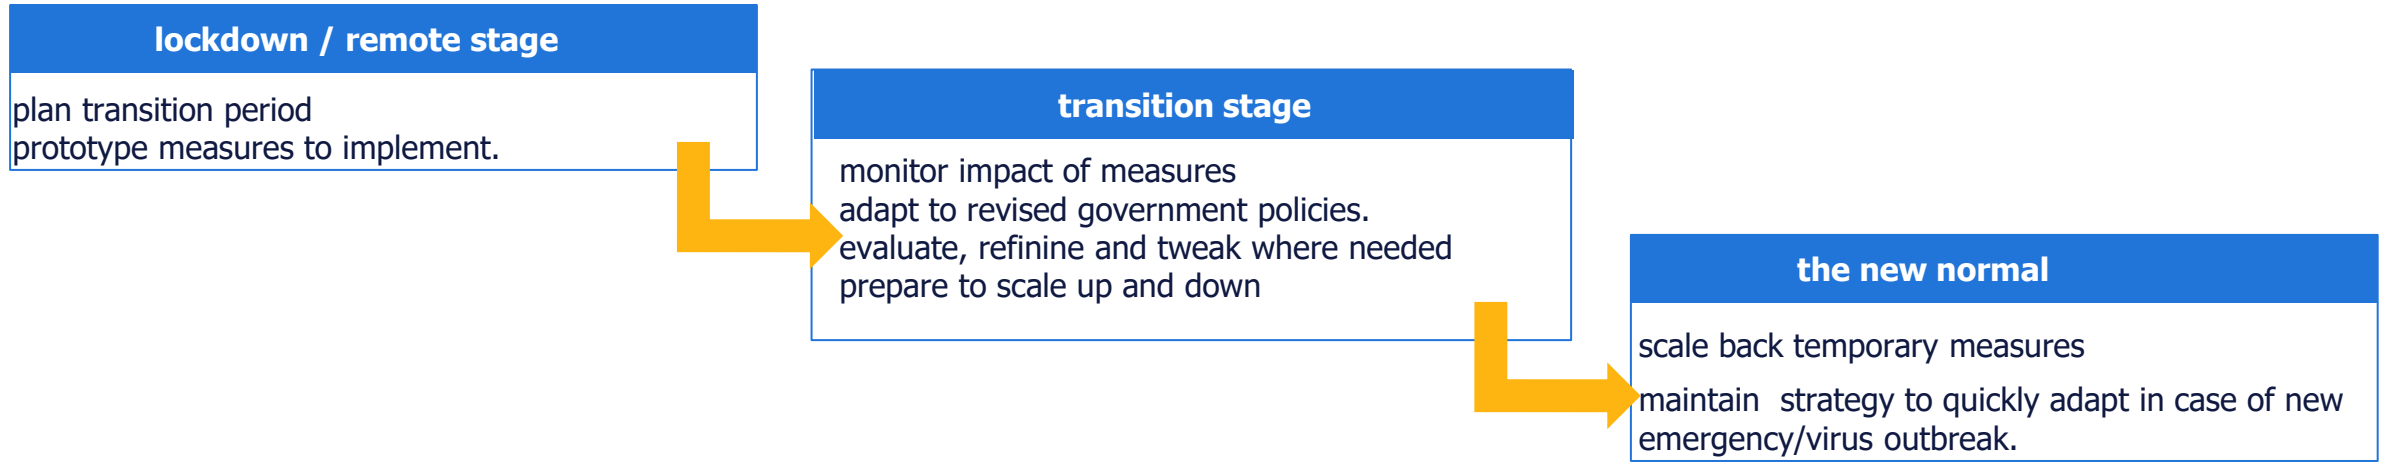 lockdown / remote stage
plan transition period
prototype measures to implement.
transition stage
monitor impact of measures
adapt to revised government policies.
evaluate, refinine and tweak where needed
prepare to scale up and down
the new normal
scale back temporary measures
maintain  strategy to quickly adapt in case of new
emergency/virus outbreak.